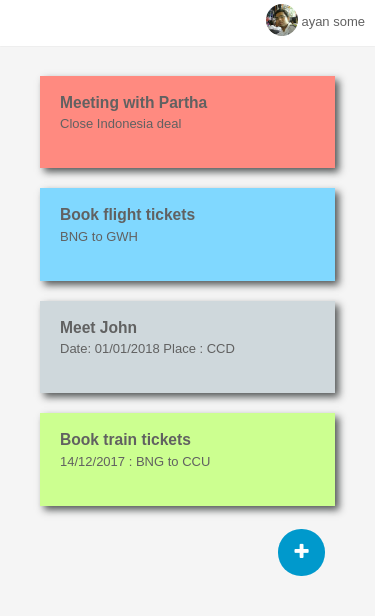 ayan some
Meeting with Partha
Close Indonesia deal
Book flight tickets
BNG to GWH
Meet John
Date: 01/01/2018 Place : CCD
Book train tickets
14/12/2017 : BNG to CCU